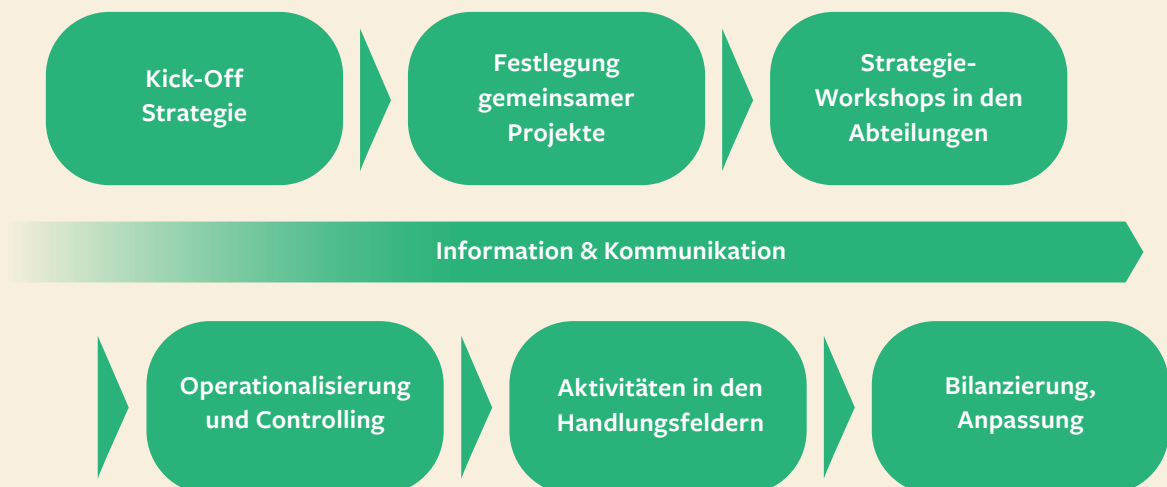 Kick-Off
Strategie
Festlegung
gemeinsamer
Projekte
Strategie-
Workshops in den
Abteilungen
Information & Kommunikation
Operationalisierung
und Controlling
Aktivitäten in den
Handlungsfeldern
Bilanzierung,
Anpassung